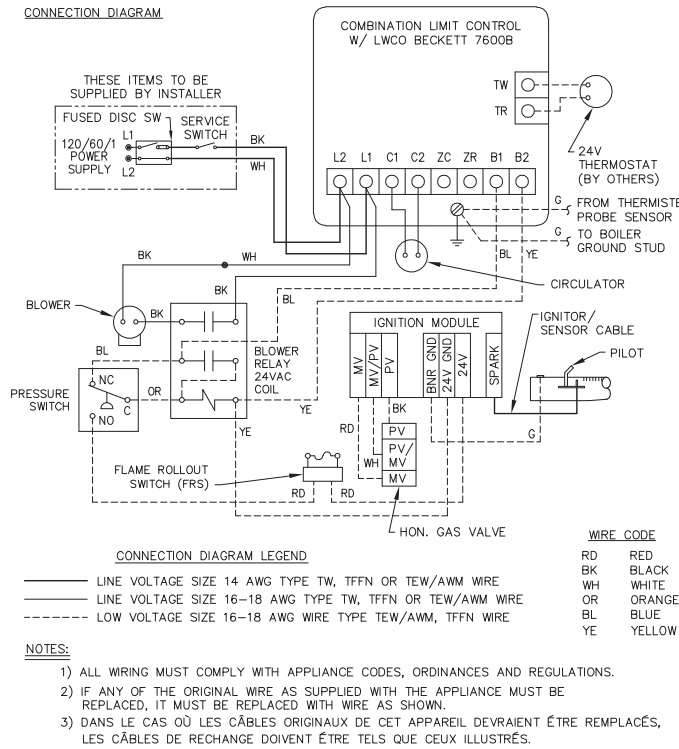 CONNECTION DIAGRAM
COMBINATION LIMIT CONTROL
W/ LWCO BECKETT 7600B
THESE ITEMS TO BE
SUPPLIED BY INSTALLER
FUSED DISC SW
SERVICE
SWITCH
L1
120/60/1
POWER
SUPPLY
L2
BK
WH
TW
TR
24V
THERMOSTAT
(BY OTHERS)
L2 L1 C1 C2 ZC ZR B1 B2
G
FROM THERMISTE
PROBE SENSOR
G
TO BOILER
GROUND STUD
BK
WH
BL
YE
CIRCULATOR
BK
BL
BLOWER
BK
IGNITION MODULE
IGNITOR/
SENSOR CABLE
PILOT
BL
BLOWER
RELAY
24VAC
COIL
MV
MV/PV
PV
BNR GND
24V GND
24V
SPARK
PRESSURE
SWITCH
NC
C
NO
OR
YE
YE
BK
RD
WH
PV
PV/
MV
MV
G
FLAME ROLLOUT
SWITCH (FRS)
RD
RD
HON. GAS VALVE
WIRE CODE
RD RED
BK BLACK
WH WHITE
OR ORANGE
BL BLUE
YE YELLOW
CONNECTION DIAGRAM LEGEND
LINE VOLTAGE SIZE 14 AWG TYPE TW, TFFN OR TEW/AWM WIRE
LINE VOLTAGE SIZE 16-18 AWG TYPE TW, TFFN OR TEW/AWM WIRE
LOW VOLTAGE SIZE 16-18 AWG WIRE TYPE TEW/AWM, TFFN WIRE
NOTES:
1) ALL WIRING MUST COMPLY WITH APPLIANCE CODES, ORDINANCES AND REGULATIONS.
2) IF ANY OF THE ORIGINAL WIRE AS SUPPLIED WITH THE APPLIANCE MUST BE
REPLACED, IT MUST BE REPLACED WITH WIRE AS SHOWN.
3) DANS LE CAS OÙ LES CÂBLES ORIGINAUX DE CET APPAREIL DEVRAIENT ÉTRE REMPLACÉS,
LES CÂBLES DE RECHANGE DOIVENT ÉTRE TELS QUE CEUX ILLUSTRÉS.